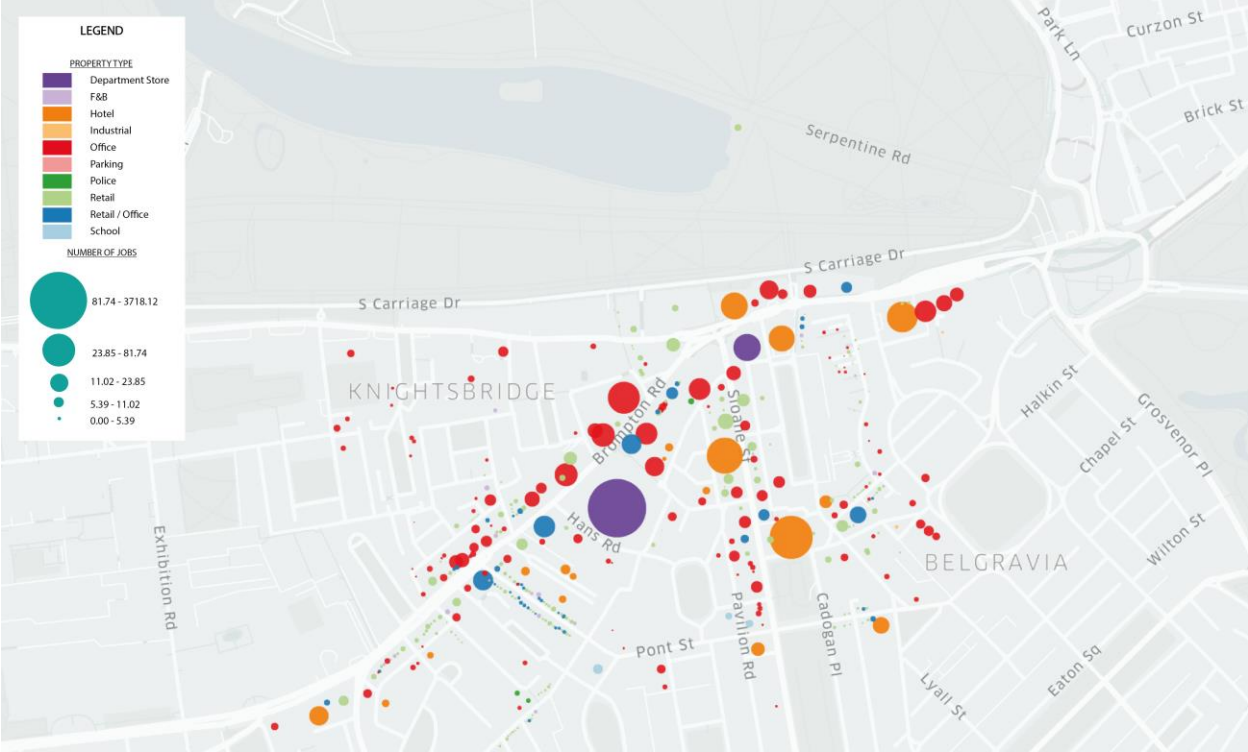 LEGEND
PROPERTY TYPE
Department Store
F&B
Hotel
Industrial
Office
Parking
Police
Retail
Retail / Office
School
NUMBER OF JOBS
81.74 - 3718.12
23.85 - 81.74
11.02 - 23.85
5.39 - 11.02
0.00 - 5.39
Park Ln
Curzon St
Brick St
Serpentine Rd
S Carriage Dr
S Carriage Dr
KNIGHTSBRIDGE
Brompton Rd
Sloane St
Halkin St
Grosvenor Pl
Chapel St
Wilton St
Hans Rd
Exhibition Rd
BELGRAVIA
Pavilion Rd
Cadogan Pl
Pont St
Lyall St
Eaton Sq